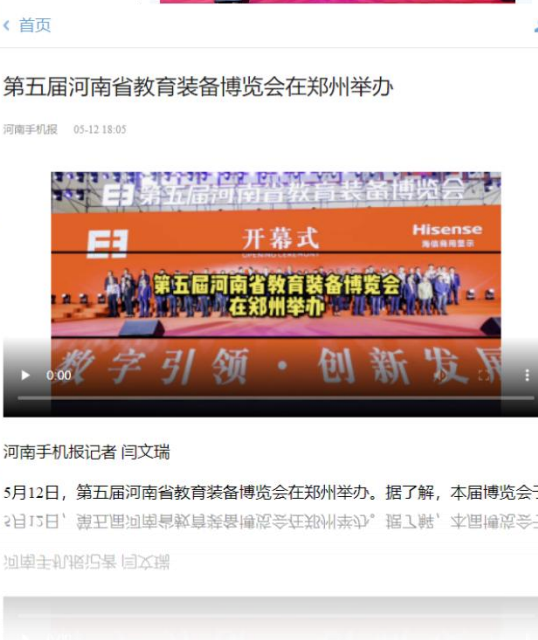 首页
第五届河南省教育装备博览会在郑州举办
河南手机报 05-12 18:05
第五届河南省教育装备博览会
开幕式
OPENING CEREMONY
Hisense
海信商用显示
第五届河南省教育装备博览会
在郑州举办
数字引领·创新发展
0:00
河南手机报记者 闫文瑞
5月12日，第五届河南省教育装备博览会在郑州举办。据了解，本届博览会于